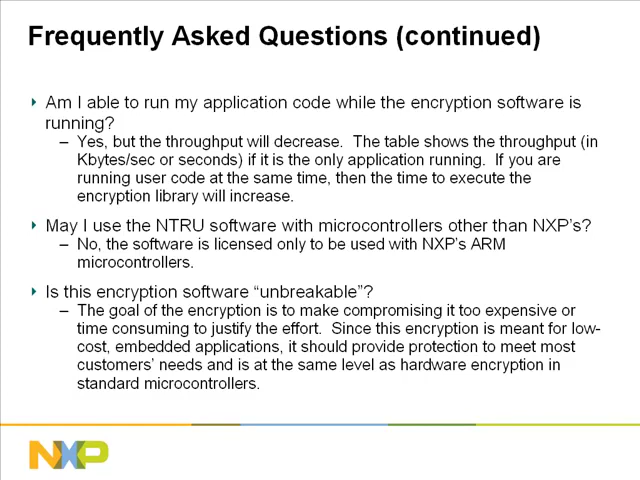 Frequently Asked Questions (continued)
Am I able to run my application code while the encryption software is
running?
– Yes, but the throughput will decrease.  The table shows the throughput (in
Kbytes/sec or seconds) if it is the only application running.  If you are
running user code at the same time, then the time to execute the
encryption library will increase.
May I use the NTRU software with microcontrollers other than NXP's?
– No, the software is licensed only to be used with NXP's ARM
microcontrollers.
Is this encryption software “unbreakable”?
– The goal of the encryption is to make compromising it too expensive or
time consuming to justify the effort.  Since this encryption is meant for low-
cost, embedded applications, it should provide protection to meet most
customers' needs and is at the same level as hardware encryption in
standard microcontrollers.
NXP